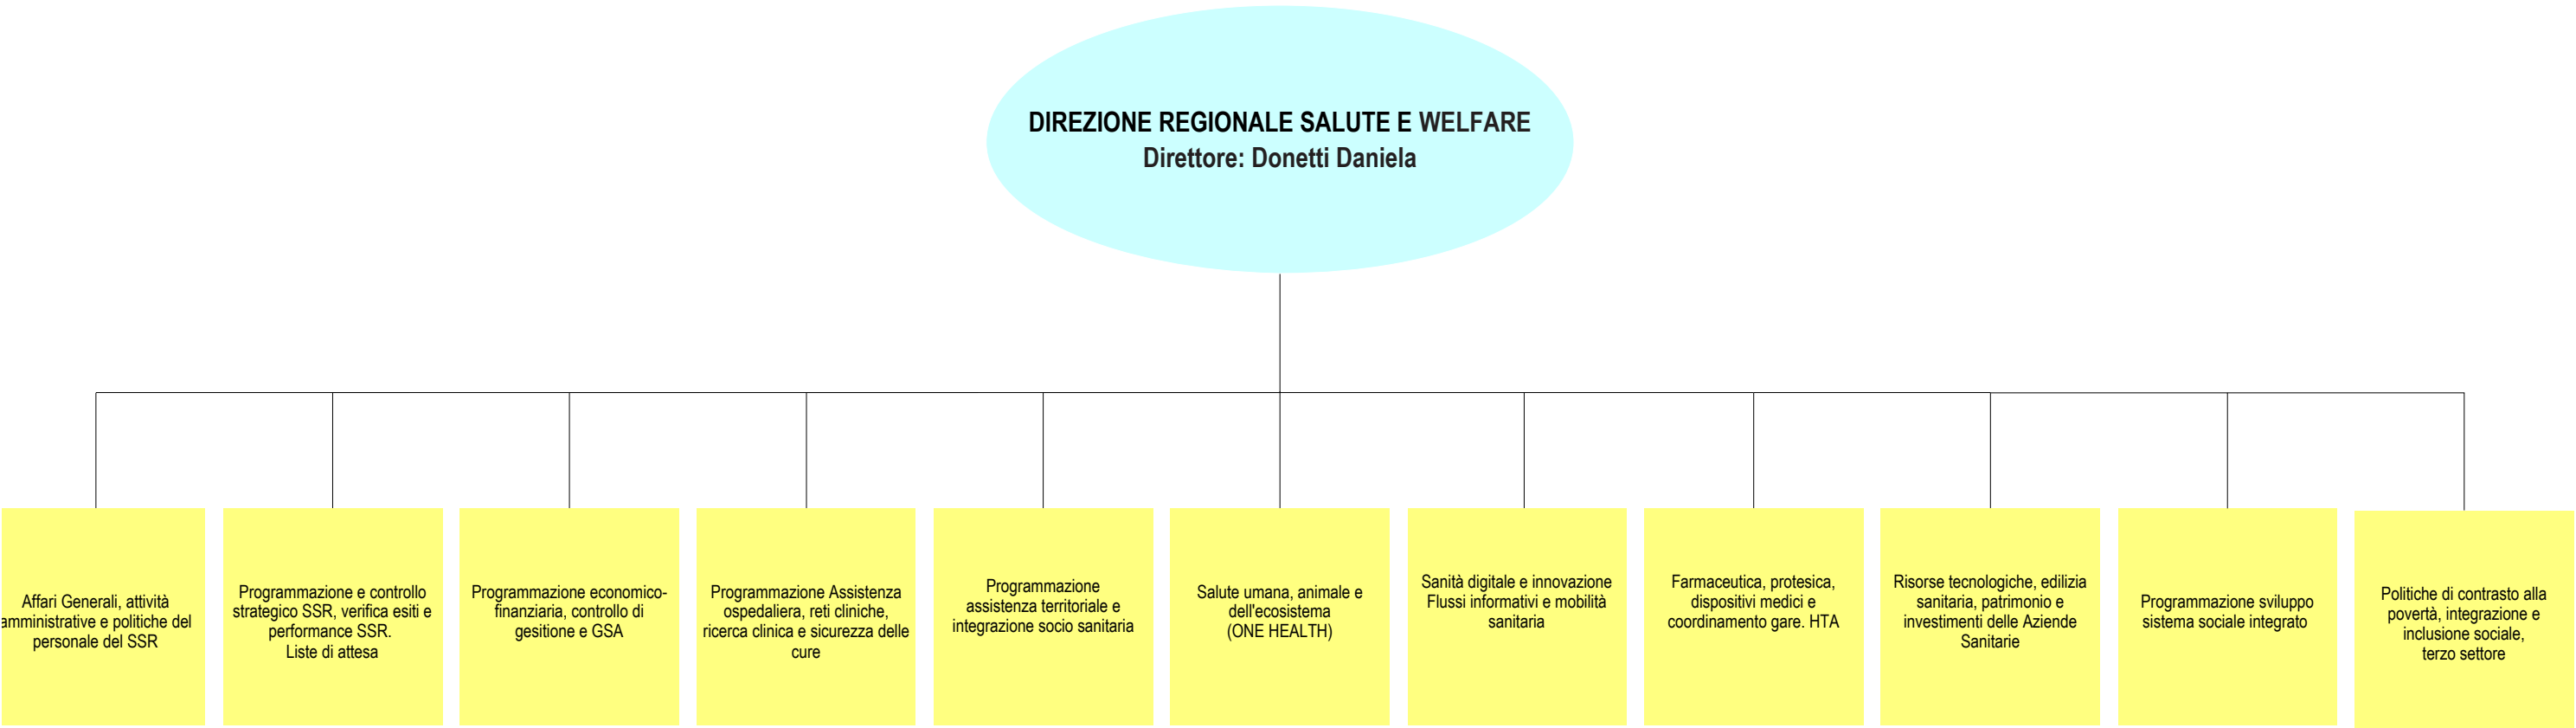 DIREZIONE REGIONALE SALUTE E WELFARE
Direttore: Donetti Daniela
Affari Generali, attività
amministrative e politiche del
personale del SSR
Programmazione e controllo
strategico SSR, verifica esiti e
performance SSR.
Liste di attesa
Programmazione economico-
finanziaria, controllo di
gesitione e GSA
Programmazione Assistenza
ospedaliera, reti cliniche,
ricerca clinica e sicurezza delle
cure
Programmazione
assistenza territoriale e
integrazione socio sanitaria
Salute umana, animale e
dell'ecosistema
(ONE HEALTH)
Sanità digitale e innovazione
Flussi informativi e mobilità
sanitaria
Farmaceutica, protesica,
dispositivi medici e
coordinamento gare. HTA
Risorse tecnologiche, edilizia
sanitaria, patrimonio e
investimenti delle Aziende
Sanitarie
Programmazione sviluppo
sistema sociale integrato
Politiche di contrasto alla
povertà, integrazione e
inclusione sociale,
terzo settore